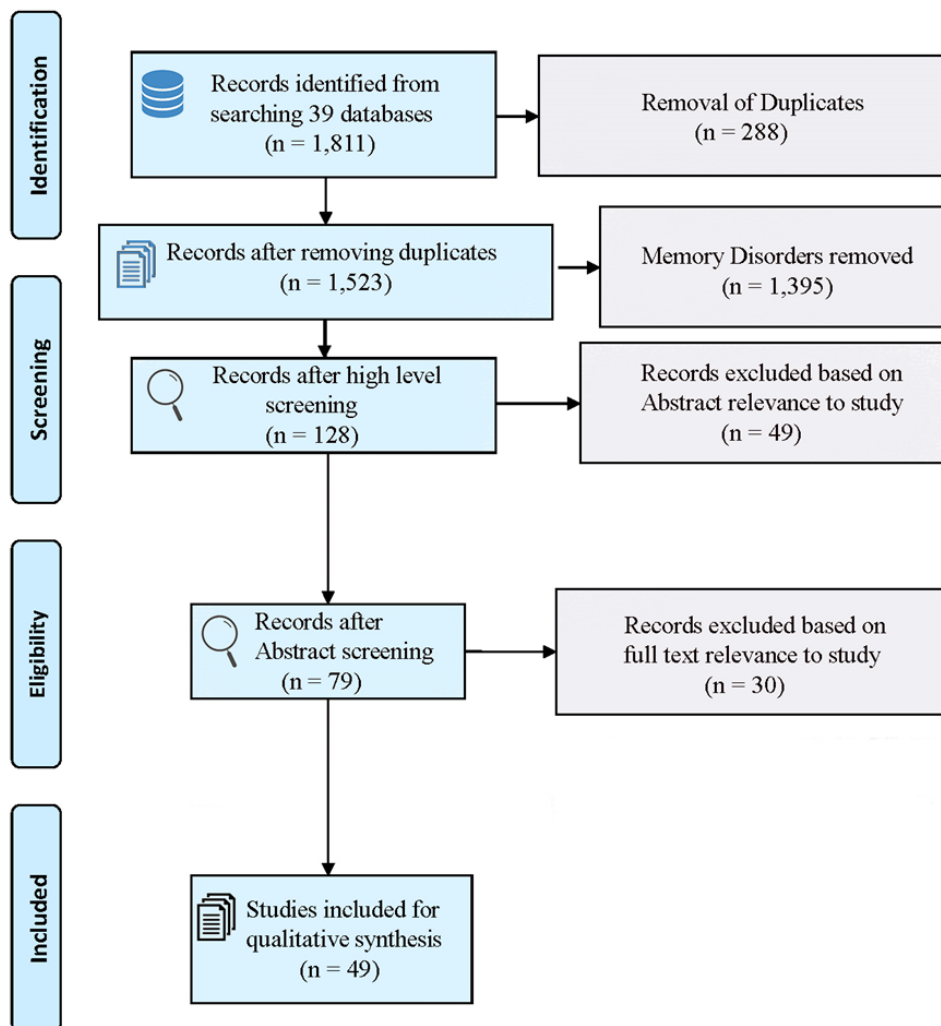 Identification
Records identified from
searching 39 databases
(n = 1,811)
Removal of Duplicates
(n = 288)
Records after removing duplicates
(n = 1,523)
Memory Disorders removed
(n = 1,395)
Screening
Records after high level
screening
(n = 128)
Records excluded based on
Abstract relevance to study
(n = 49)
Eligibility
Records after
Abstract screening
(n = 79)
Records excluded based on
full text relevance to study
(n = 30)
Included
Studies included for
qualitative synthesis
(n = 49)